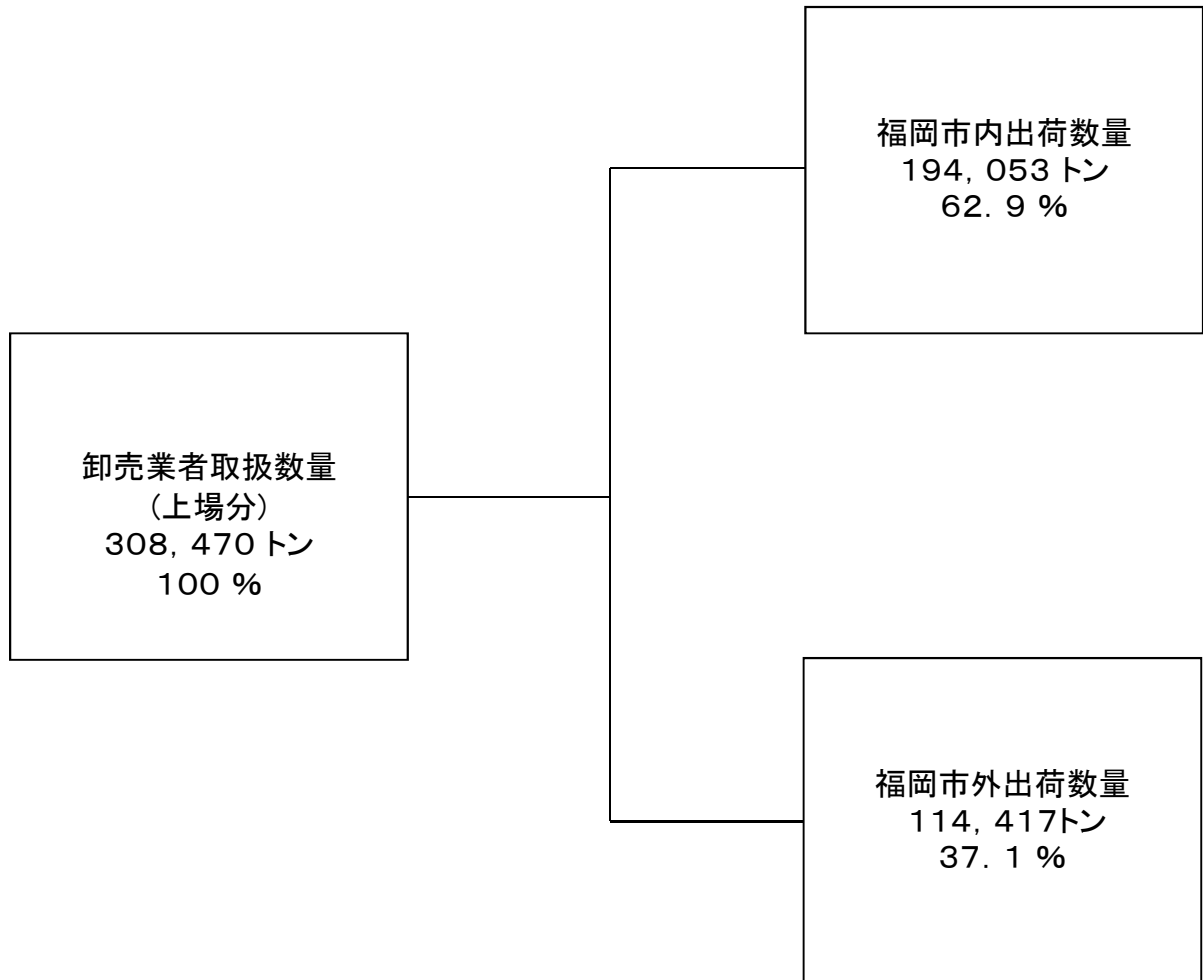 福岡市内出荷数量
194, 053 トン
62. 9 %
卸売業者取扱数量
(上場分)
308, 470 トン
100 %
福岡市外出荷数量
114, 417トン
37. 1 %